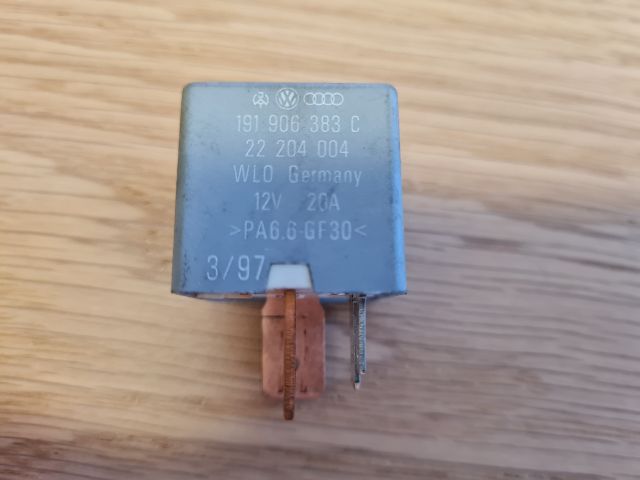 191 906 383 C
22 204 004
WLO Germany
12V 20A
>PA6.6-GF30<
3/97